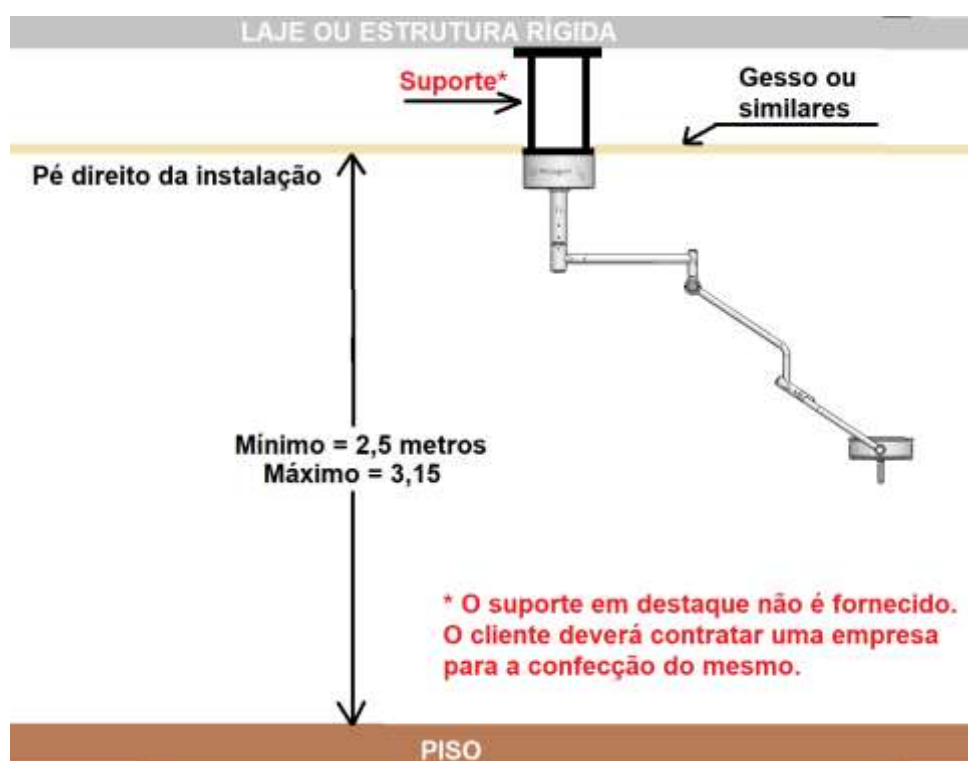 LAJE OU ESTRUTURA RÍGIDA
Suporte*
Gesso ou
similares
Pé direito da instalação
Mínimo = 2,5 metros
Máximo = 3,15
* O suporte em destaque não é fornecido.
O cliente deverá contratar uma empresa
para a confecção do mesmo.
PISO